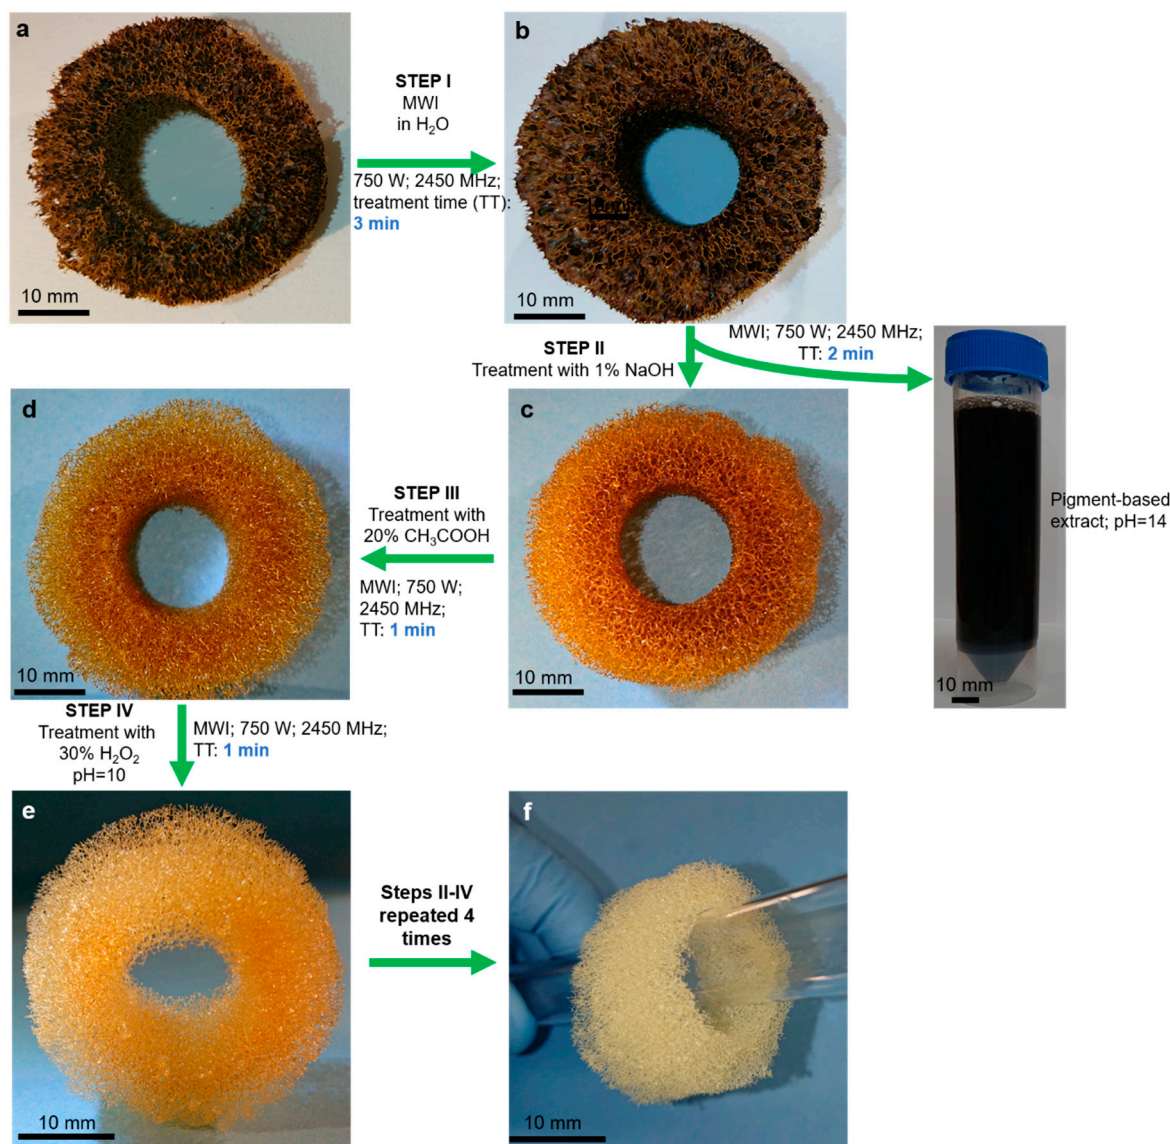 a
STEP I
MWI
in H₂O
750 W; 2450 MHz;
treatment time (TT):
3 min
10 mm
b
10 mm
STEP II
Treatment with 1% NaOH
MWI; 750 W; 2450 MHz;
TT: 2 min
Pigment-based
extract; pH=14
10 mm
c
10 mm
STEP III
Treatment with
20% CH₃COOH
MWI; 750 W;
2450 MHz;
TT: 1 min
d
10 mm
STEP IV
Treatment with
30% H₂O₂
pH=10
MWI; 750 W; 2450 MHz;
TT: 1 min
e
10 mm
Steps II-IV
repeated 4
times
f
10 mm